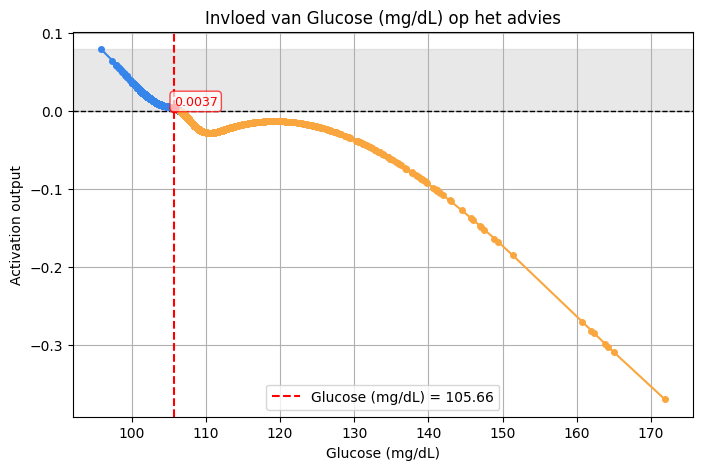 Invloed van Glucose (mg/dL) op het advies
0.1
0.0
−0.1
−0.2
−0.3
Activation output
0.0037
Glucose (mg/dL) = 105.66
100 110 120 130 140 150 160 170
Glucose (mg/dL)